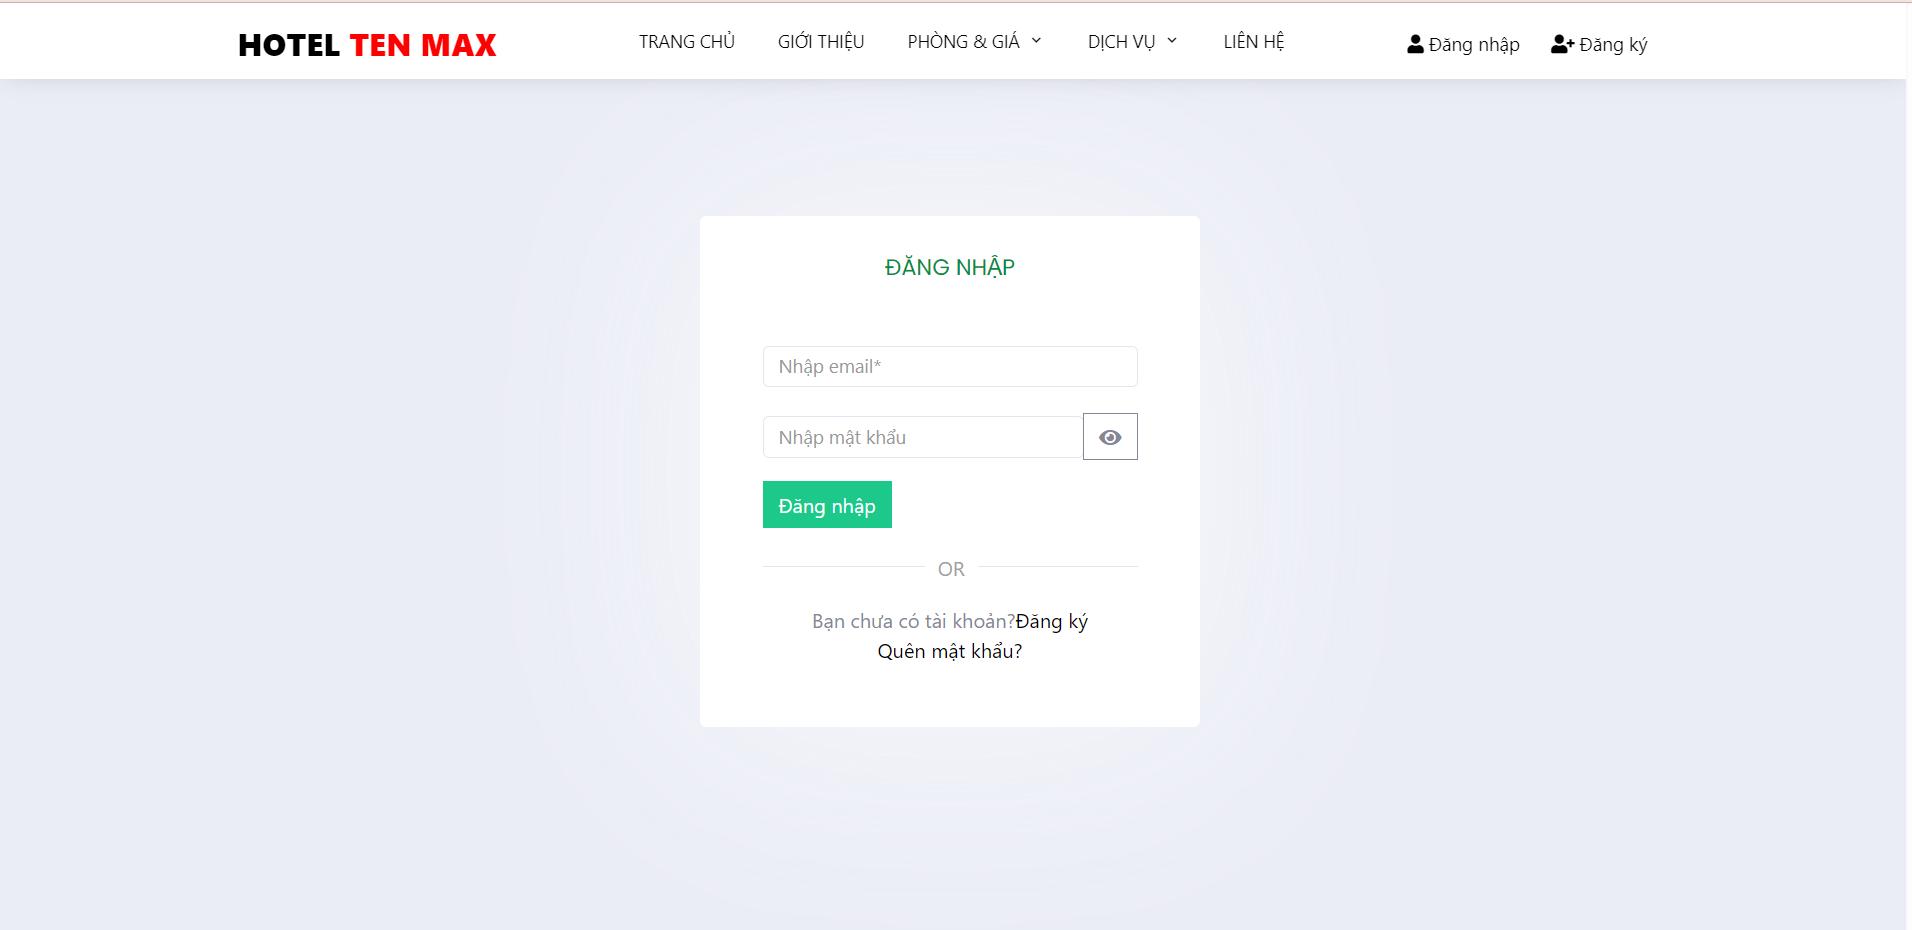 HOTEL TEN MAX TRANG CHỦ GIỚI THIỆU PHÒNG & GIÁ DỊCH VỤ LIÊN HỆ Đăng nhập Đăng ký
ĐĂNG NHẬP
Nhập email*
Nhập mật khẩu
Đăng nhập
OR
Bạn chưa có tài khoản?Đăng ký
Quên mật khẩu?